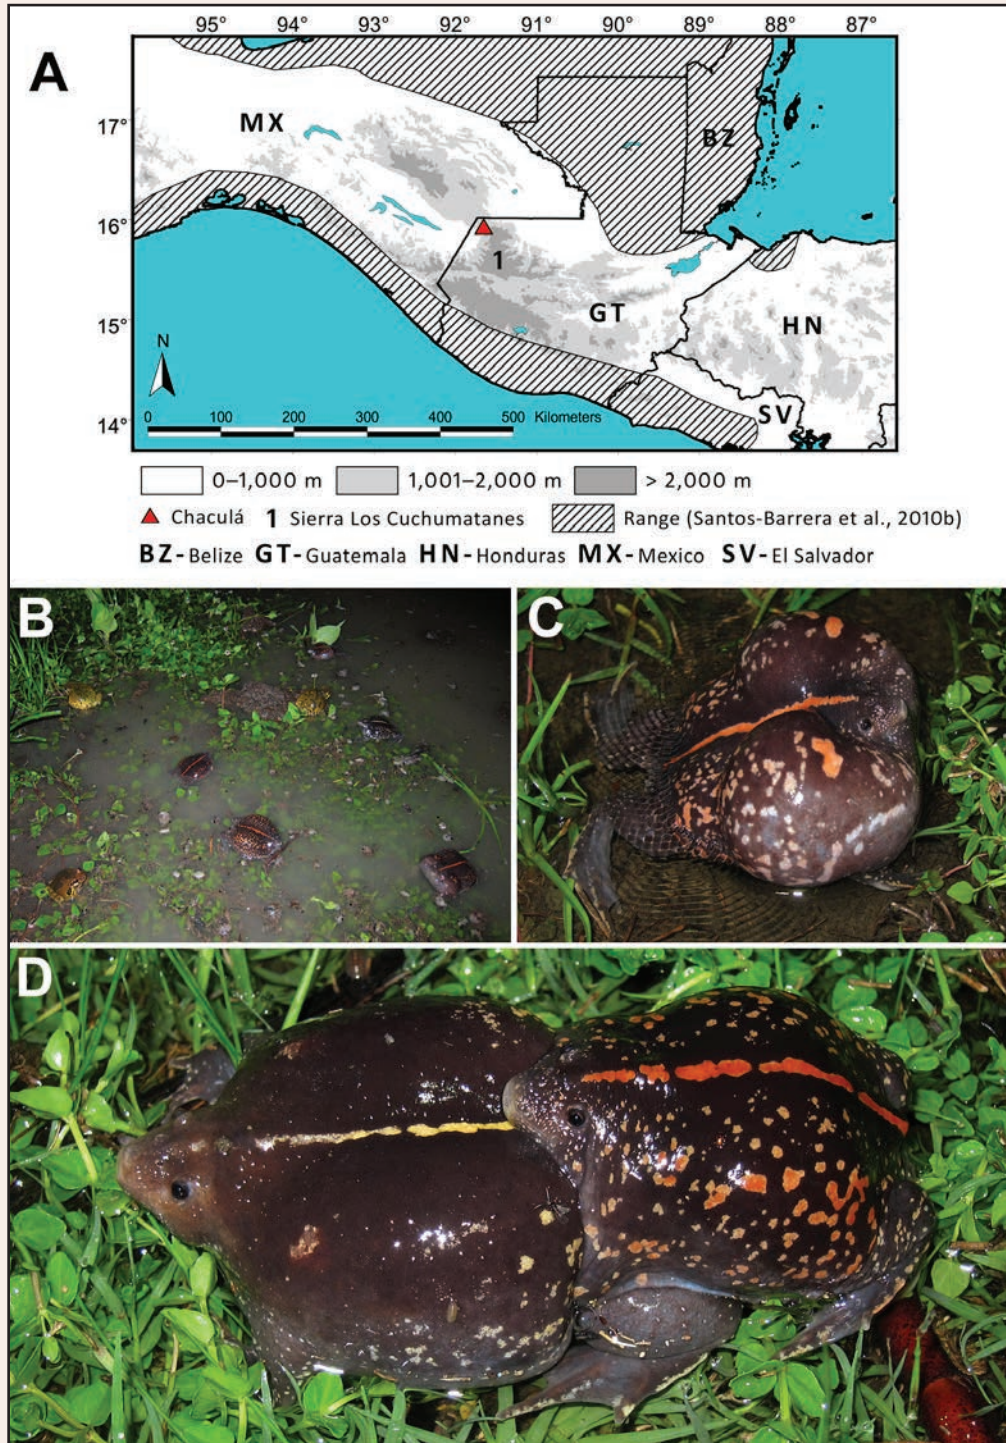 95° 94° 93° 92° 91° 90° 89° 88° 87°
A
17°
MX
BZ
16°
1
15°
GT
HN
N
14°
SV
0 100 200 300 400 500 Kilometers
0–1,000 m 1,001–2,000 m > 2,000 m
Chaculá 1 Sierra Los Cuchumatanes Range (Santos-Barrera et al., 2010b)
BZ-Belize GT-Guatemala HN-Honduras MX-Mexico SV-El Salvador
B
C
D